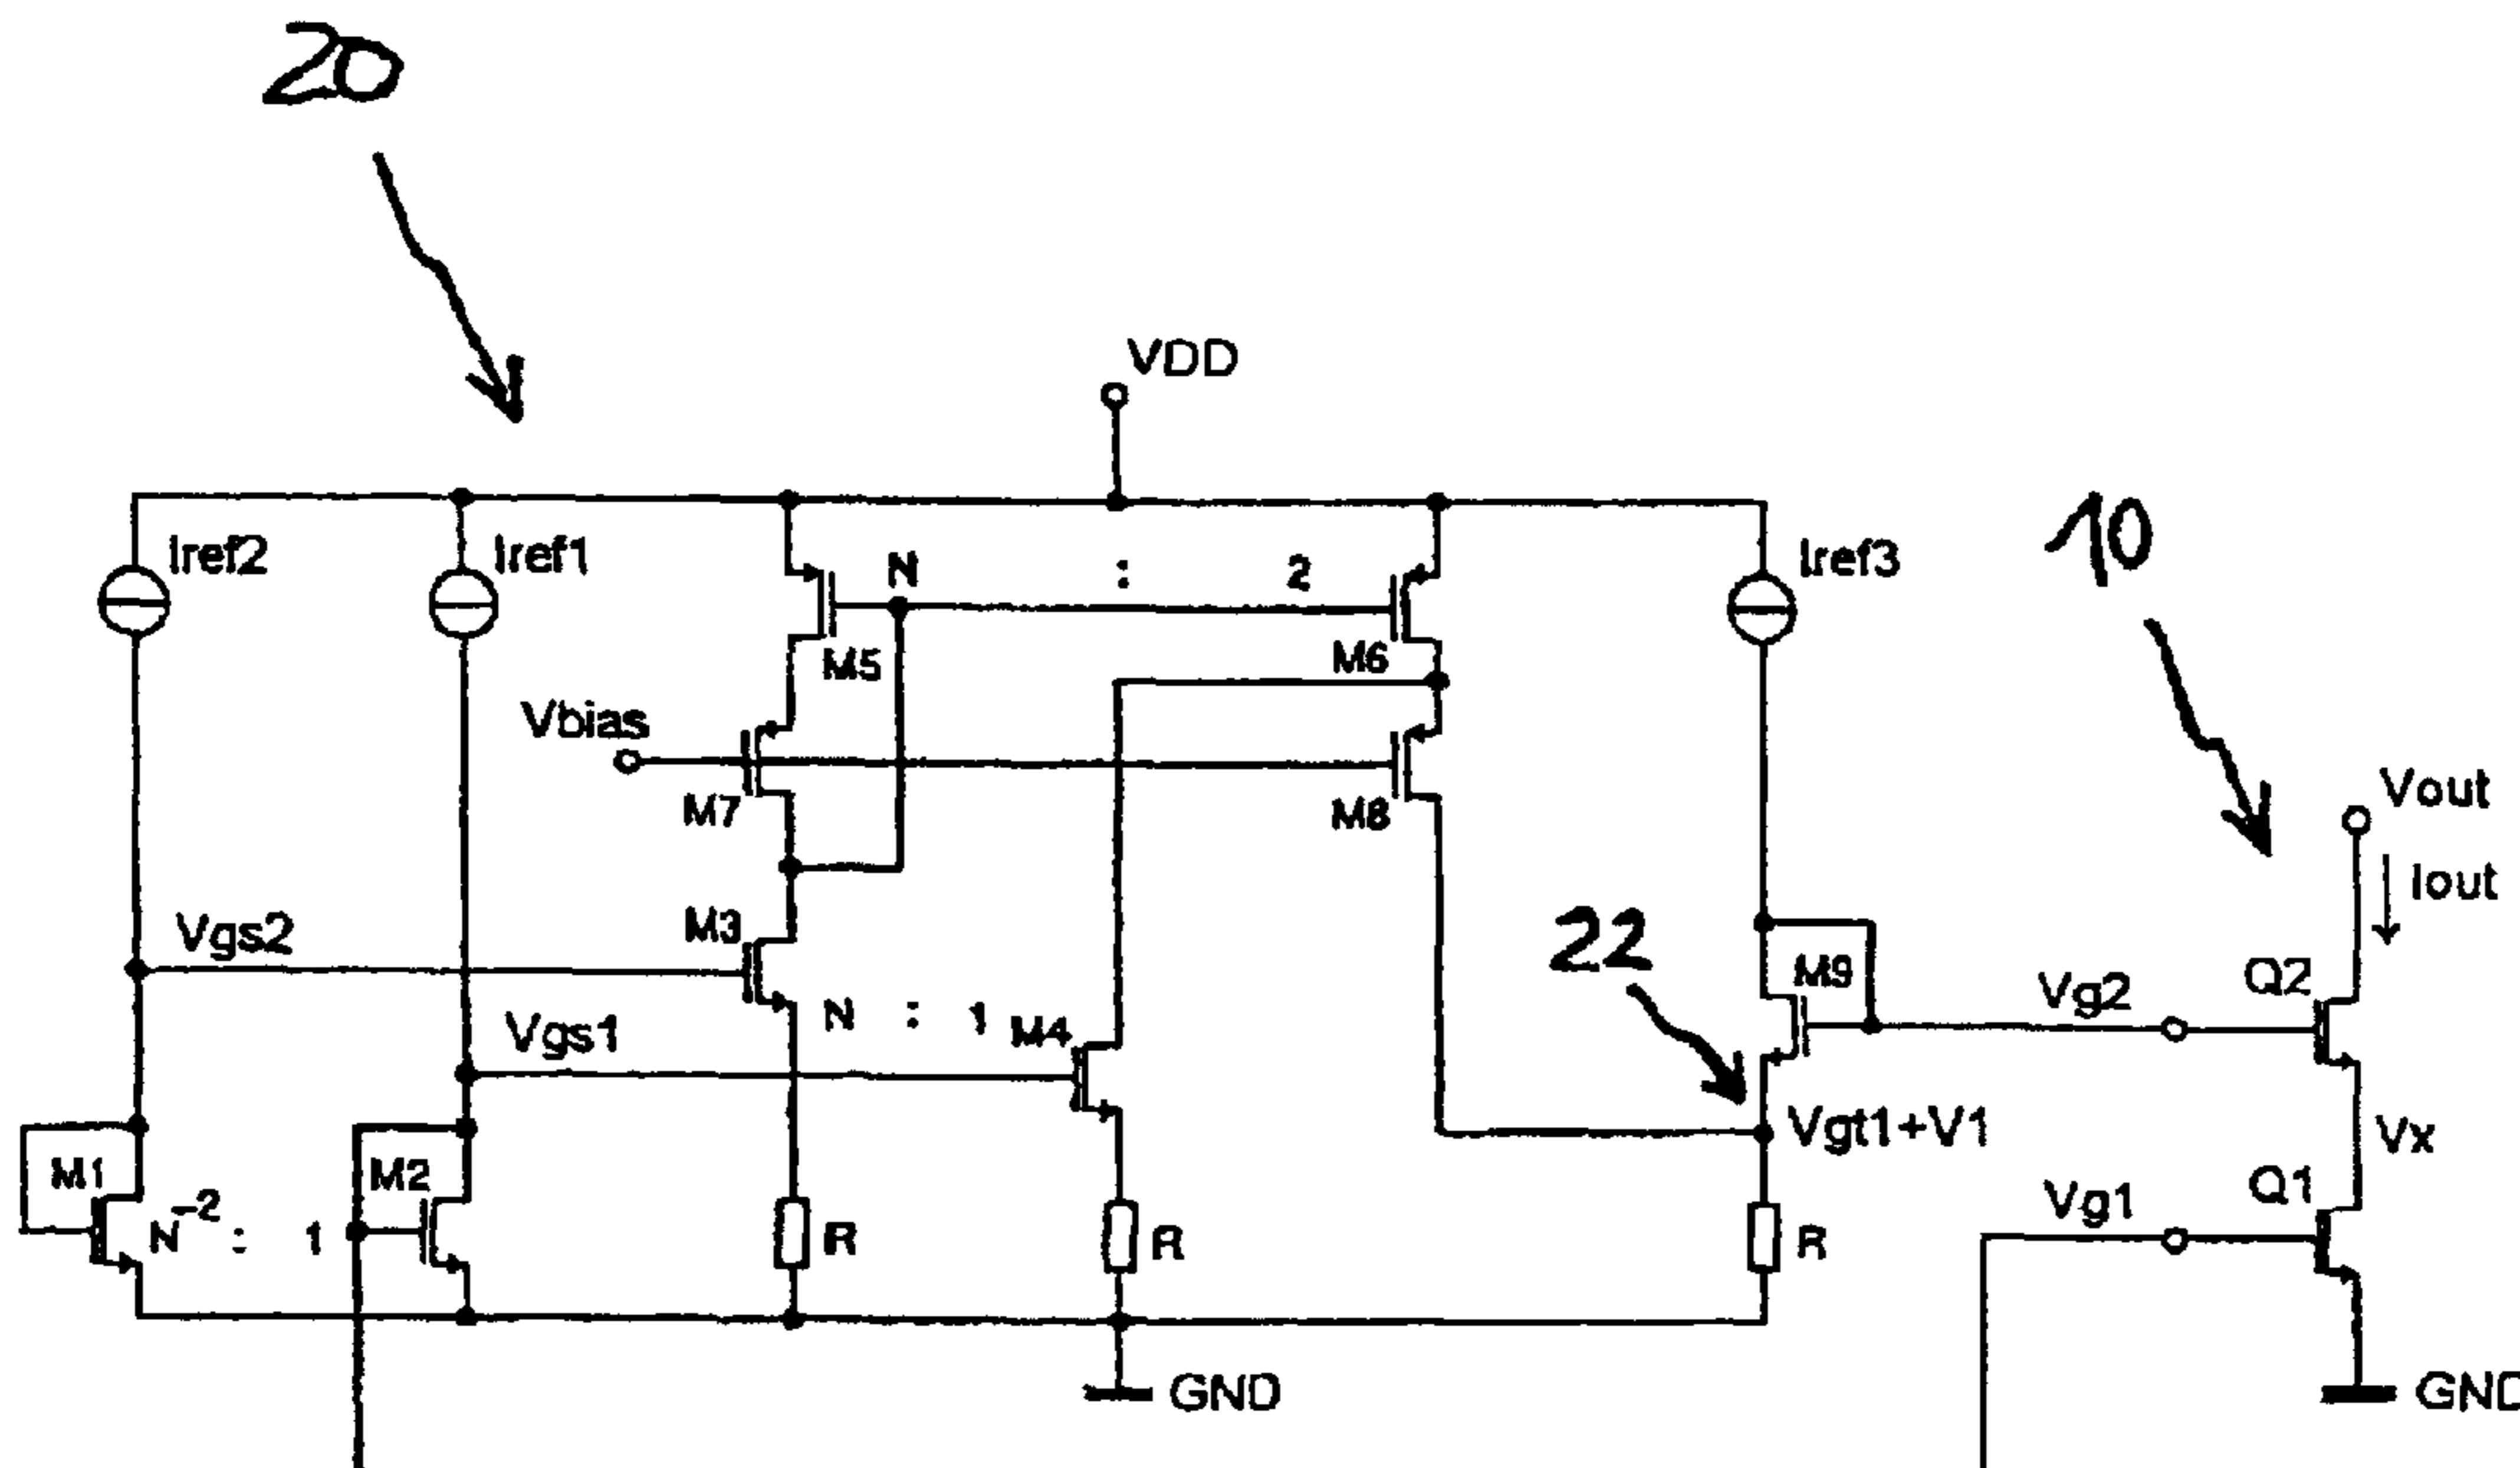 20
VDD
10
Iref2
Iref1
N : 2
Iref3
M5
M6
Vbias
M7
M8
Vout
Iout
Vgs2
M3
22
M9
Vg2
Q2
Vgs1
N : 1
M4
Vgt1+V1
Vx
M1
M2
N-2 : 1
R
R
R
Vg1
Q1
GND
GND